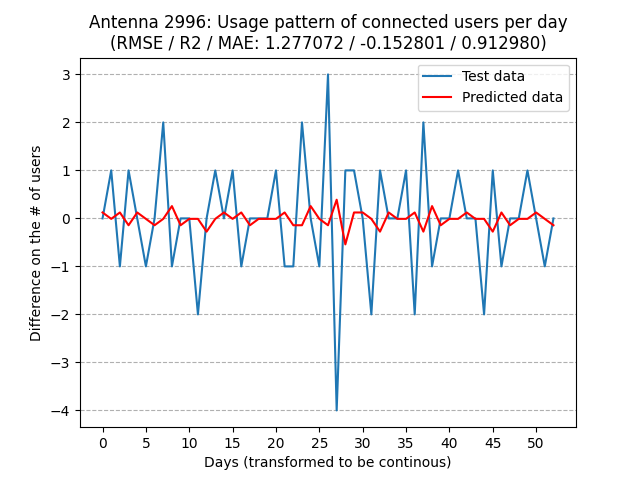 Antenna 2996: Usage pattern of connected users per day
(RMSE / R2 / MAE: 1.277072 / -0.152801 / 0.912980)
Test data
Predicted data
3
2
1
0
−1
−2
−3
−4
Difference on the # of users
0 5 10 15 20 25 30 35 40 45 50
Days (transformed to be continous)